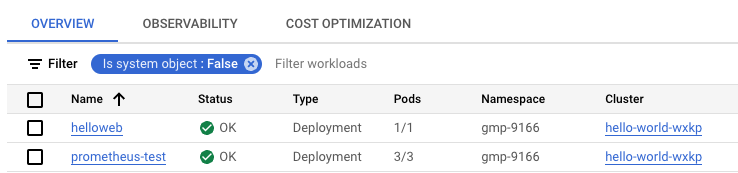 OVERVIEW OBSERVABILITY COST OPTIMIZATION
Filter Is system object : False Filter workloads
Name Status Type Pods Namespace Cluster
helloweb OK Deployment 1/1 gmp-9166 hello-world-wxkp
prometheus-test OK Deployment 3/3 gmp-9166 hello-world-wxkp